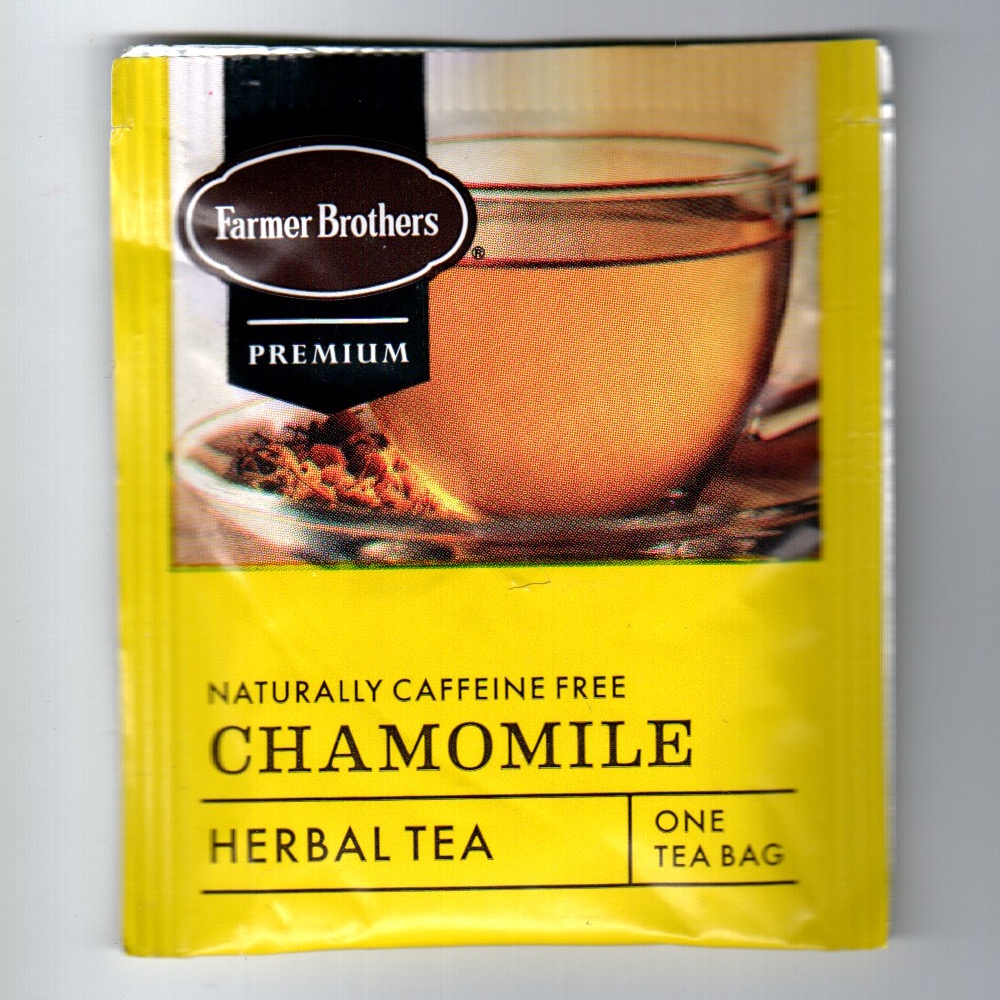 Farmer Brothers
®
PREMIUM
NATURALLY CAFFEINE FREE
CHAMOMILE
HERBAL TEA
ONE
TEA BAG